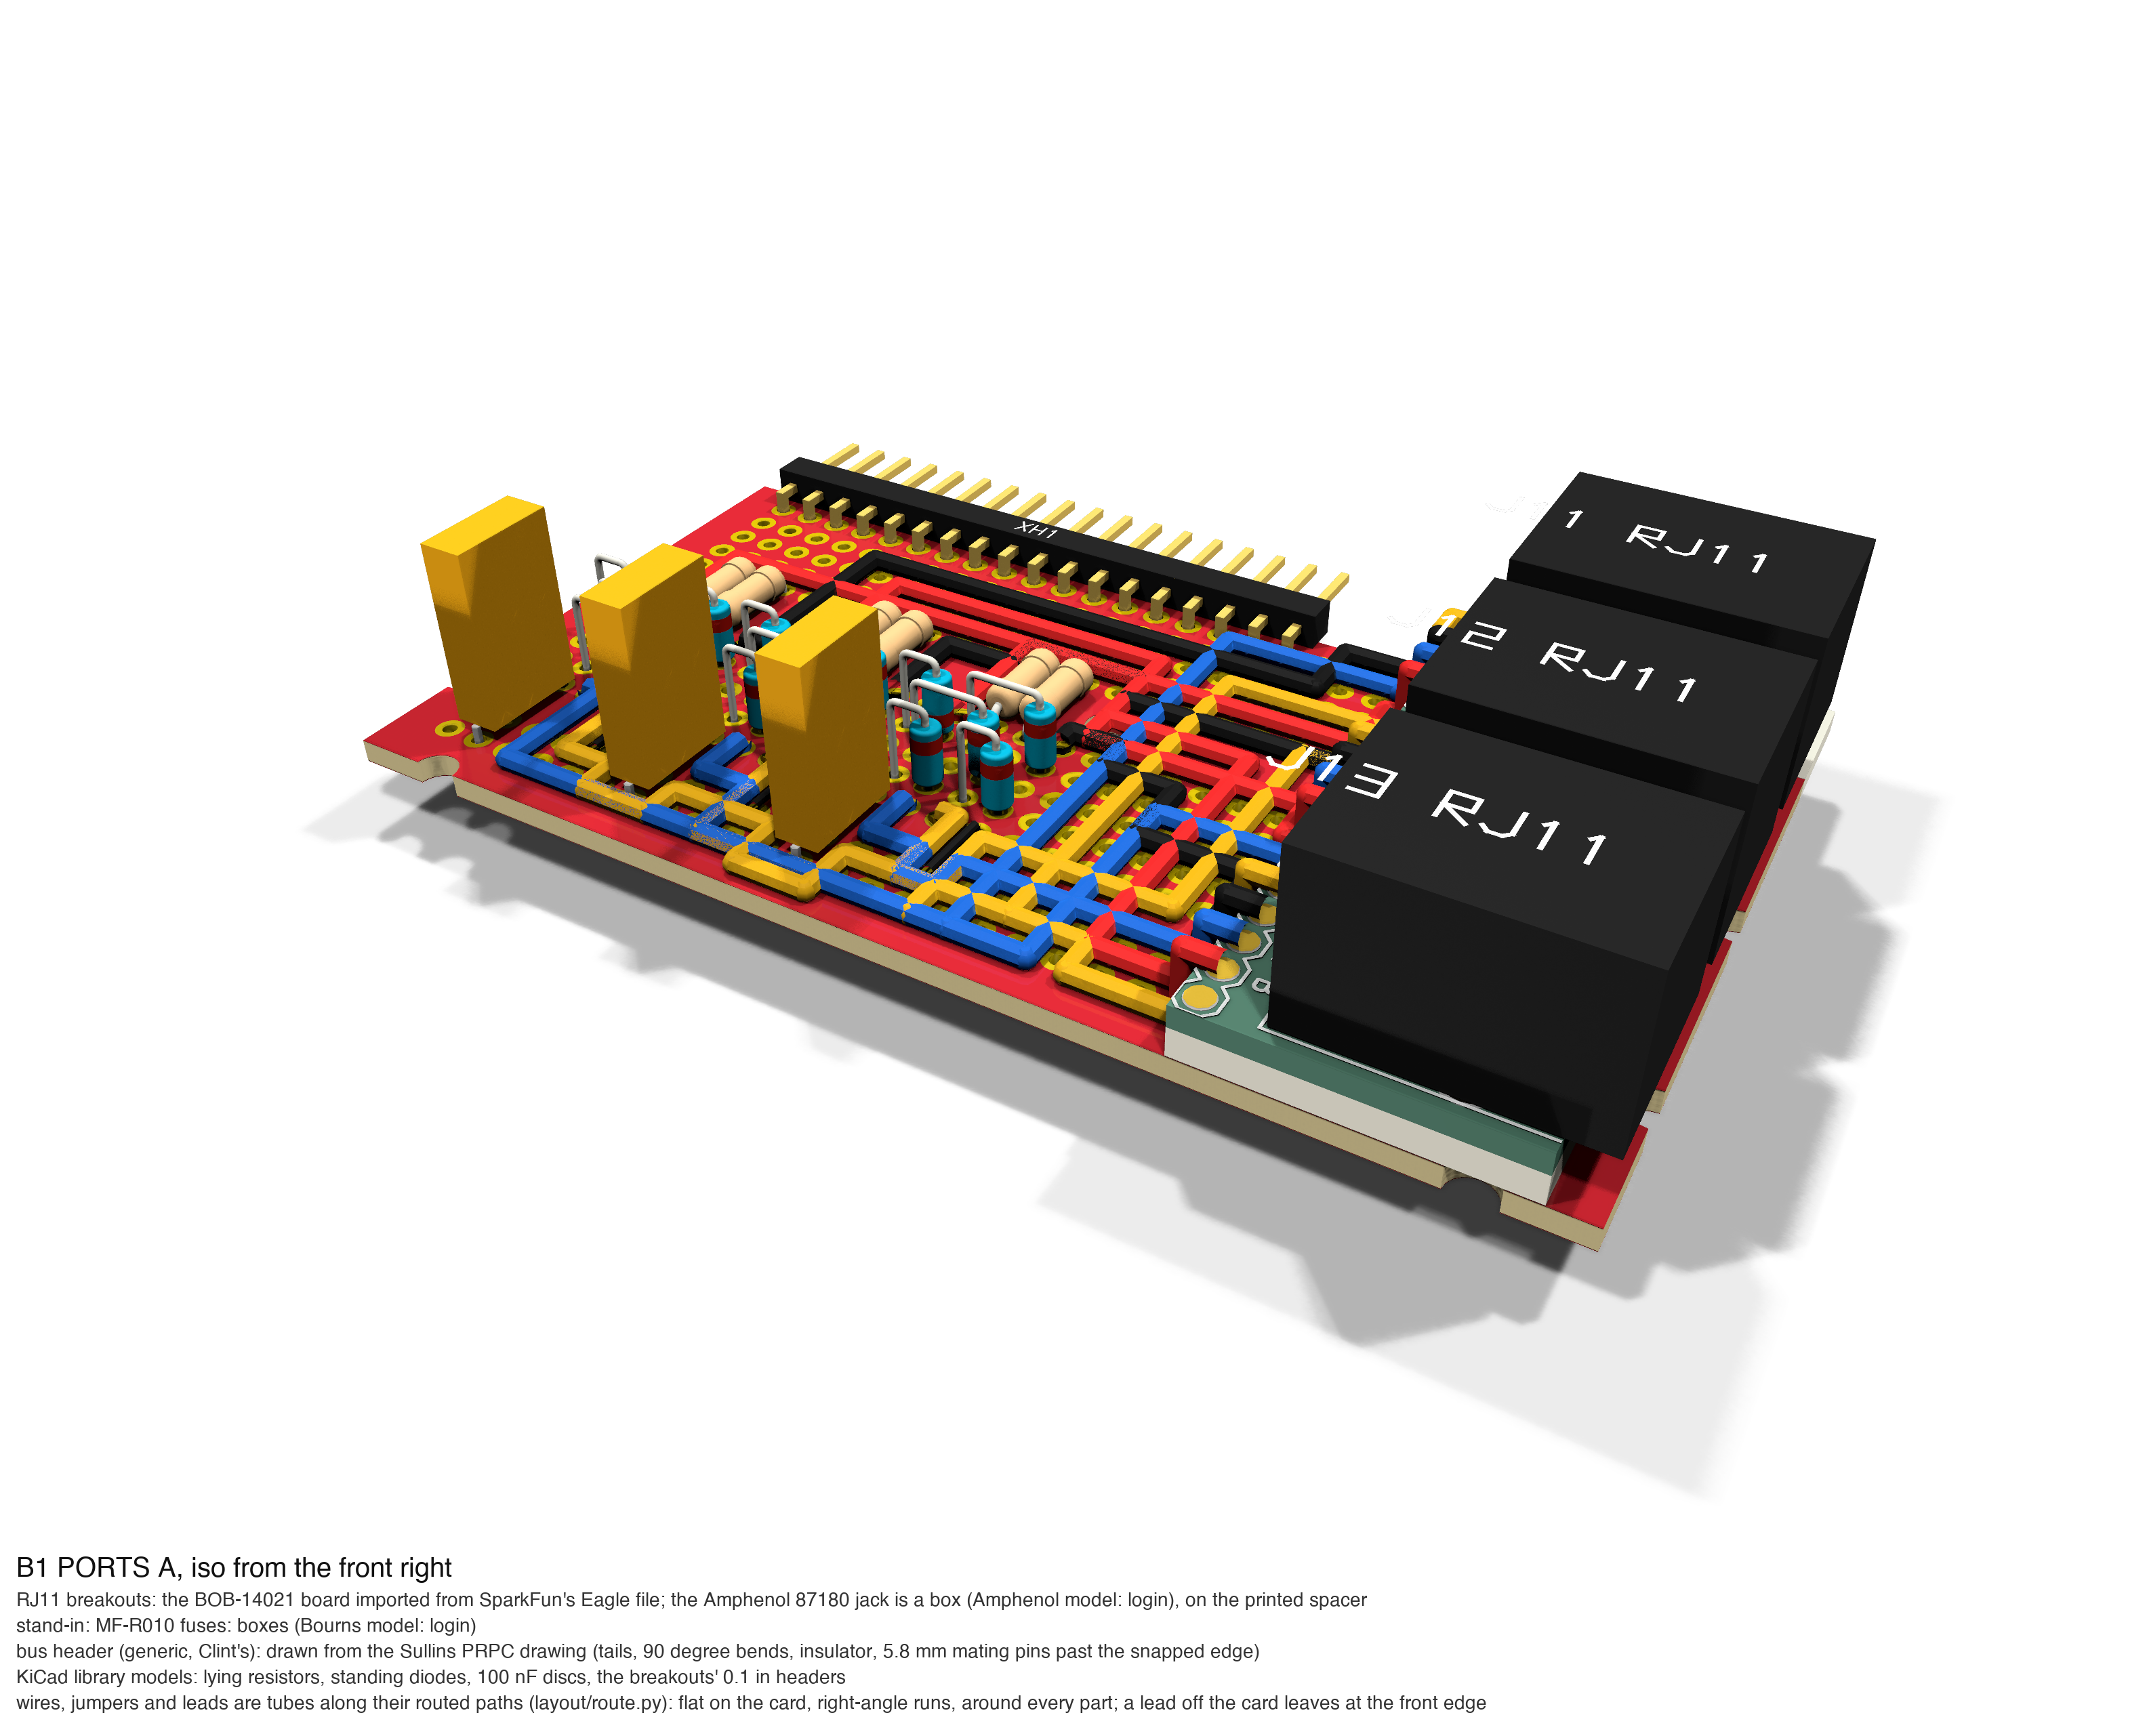 XH1
1 RJ11
12 RJ11
J13 RJ11
B1 PORTS A, iso from the front right
RJ11 breakouts: the BOB-14021 board imported from SparkFun's Eagle file; the Amphenol 87180 jack is a box (Amphenol model: login), on the printed spacer
stand-in: MF-R010 fuses: boxes (Bourns model: login)
bus header (generic, Clint's): drawn from the Sullins PRPC drawing (tails, 90 degree bends, insulator, 5.8 mm mating pins past the snapped edge)
KiCad library models: lying resistors, standing diodes, 100 nF discs, the breakouts' 0.1 in headers
wires, jumpers and leads are tubes along their routed paths (layout/route.py): flat on the card, right-angle runs, around every part; a lead off the card leaves at the front edge